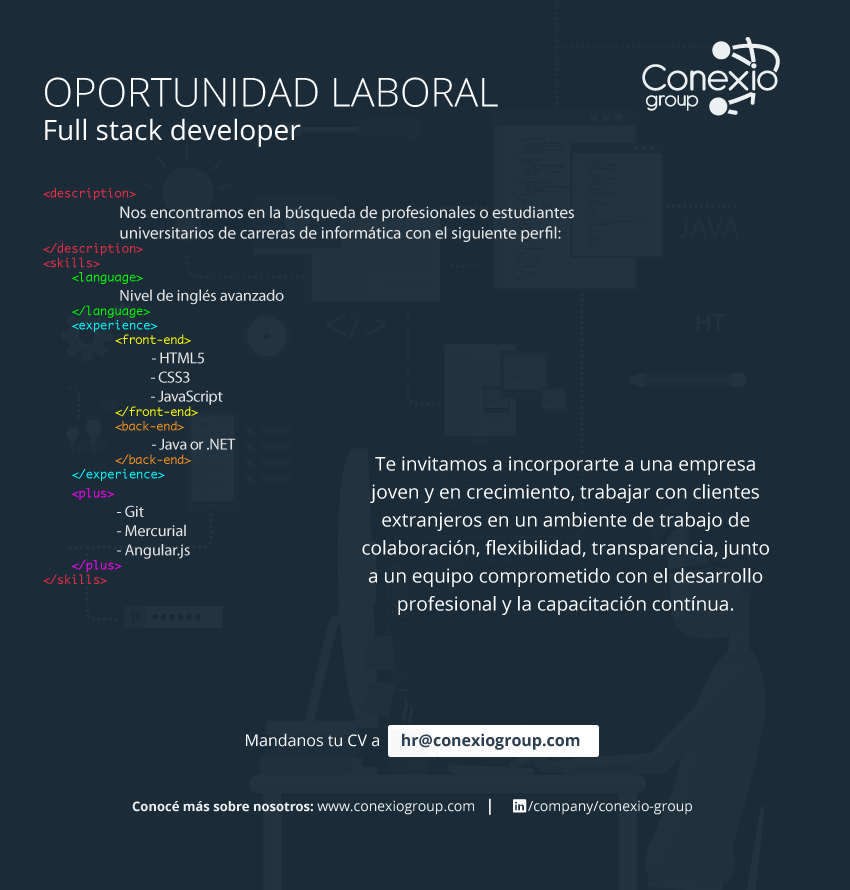 OPORTUNIDAD LABORAL
Full stack developer
Conexio
group
<description>
Nos encontramos en la búsqueda de profesionales o estudiantes
universitarios de carreras de informática con el siguiente perfil:
</description>
<skills>
<language>
Nivel de inglés avanzado
</language>
<experience>
<front-end>
- HTML5
- CSS3
- JavaScript
</front-end>
<back-end>
- Java or .NET
</back-end>
</experience>
<plus>
- Git
- Mercurial
- Angular.js
</plus>
</skills>
JAVA
HT
</>
Te invitamos a incorporarte a una empresa
joven y en crecimiento, trabajar con clientes
extranjeros en un ambiente de trabajo de
colaboración, flexibilidad, transparencia, junto
a un equipo comprometido con el desarrollo
profesional y la capacitación contínua.
P
Mandanos tu CV a hr@conexiogroup.com
Conocé más sobre nosotros: www.conexiogroup.com | in/company/conexio-group